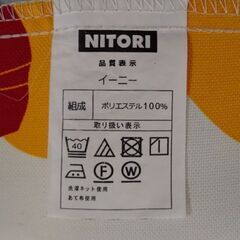 NITORI
品質表示
イーニー
組成 ポリエステル100%
取り扱い表示
40
F W
洗濯ネット使用
あて布使用